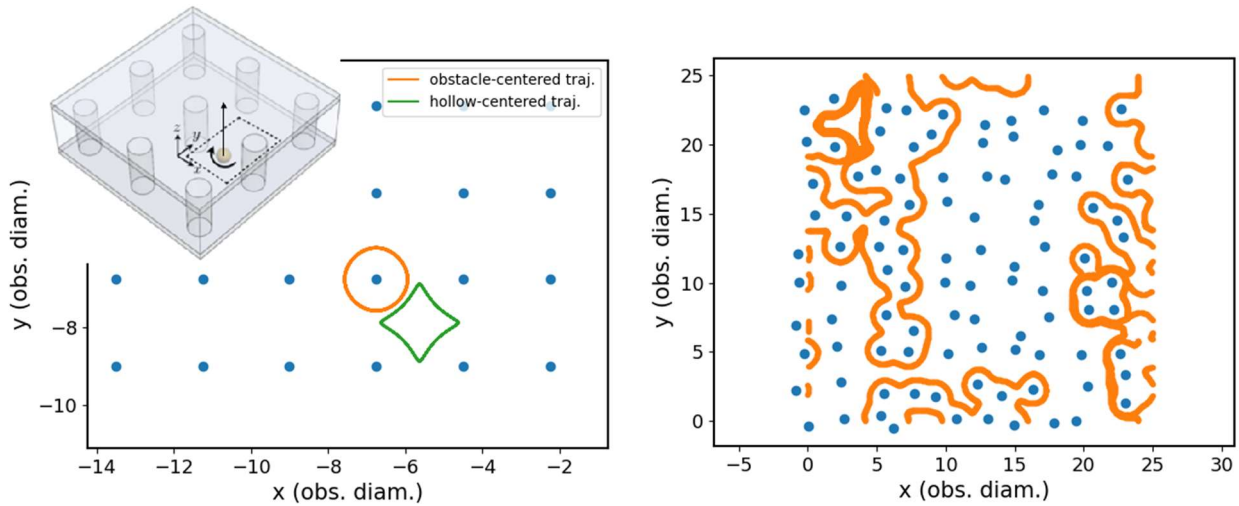 obstacle-centered traj.
hollow-centered traj.
z
y
x
y (obs. diam.)
−8
−10
−14 −12 −10 −8 −6 −4 −2
x (obs. diam.)
25
20
15
10
5
0
y (obs. diam.)
−5 0 5 10 15 20 25 30
x (obs. diam.)